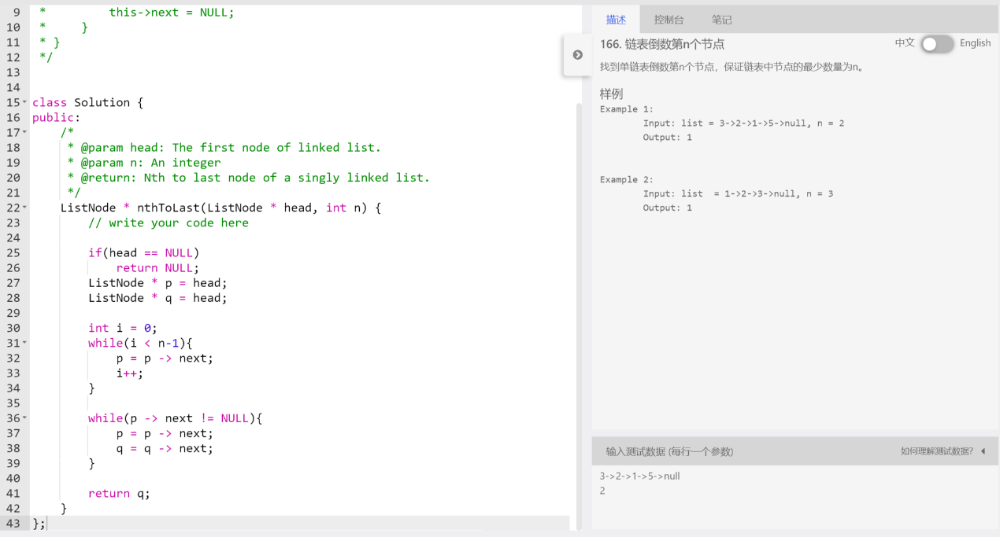 9 *         this->next = NULL;
10 *     }
11 * }
12 */
13
14
15 class Solution {
16 public:
17     /*
18      * @param head: The first node of linked list.
19      * @param n: An integer
20      * @return: Nth to last node of a singly linked list.
21      */
22     ListNode * nthToLast(ListNode * head, int n) {
23         // write your code here
24
25         if(head == NULL)
26             return NULL;
27         ListNode * p = head;
28         ListNode * q = head;
29
30         int i = 0;
31         while(i < n-1){
32             p = p -> next;
33             i++;
34         }
35
36         while(p -> next != NULL){
37             p = p -> next;
38             q = q -> next;
39         }
40
41         return q;
42     }
43 };
描述 控制台 笔记
166. 链表倒数第n个节点 中文 English
找到单链表倒数第n个节点，保证链表中节点的最少数量为n。
样例
Example 1:
Input: list = 3->2->1->5->null, n = 2
Output: 1
Example 2:
Input: list  = 1->2->3->null, n = 3
Output: 1
输入测试数据 (每行一个参数) 如何理解测试数据?
3->2->1->5->null
2